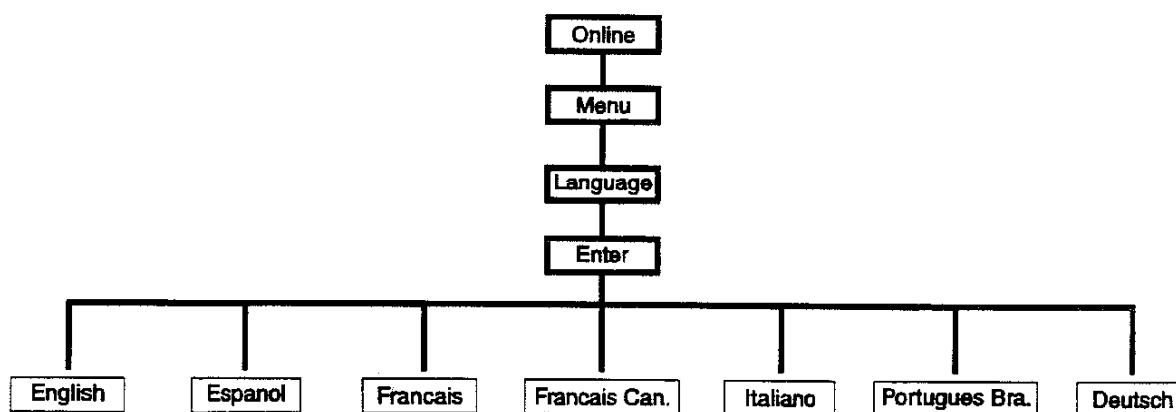 Online
Menu
Language
Enter
English
Espanol
Francais
Francais Can.
Italiano
Portugues Bra.
Deutsch